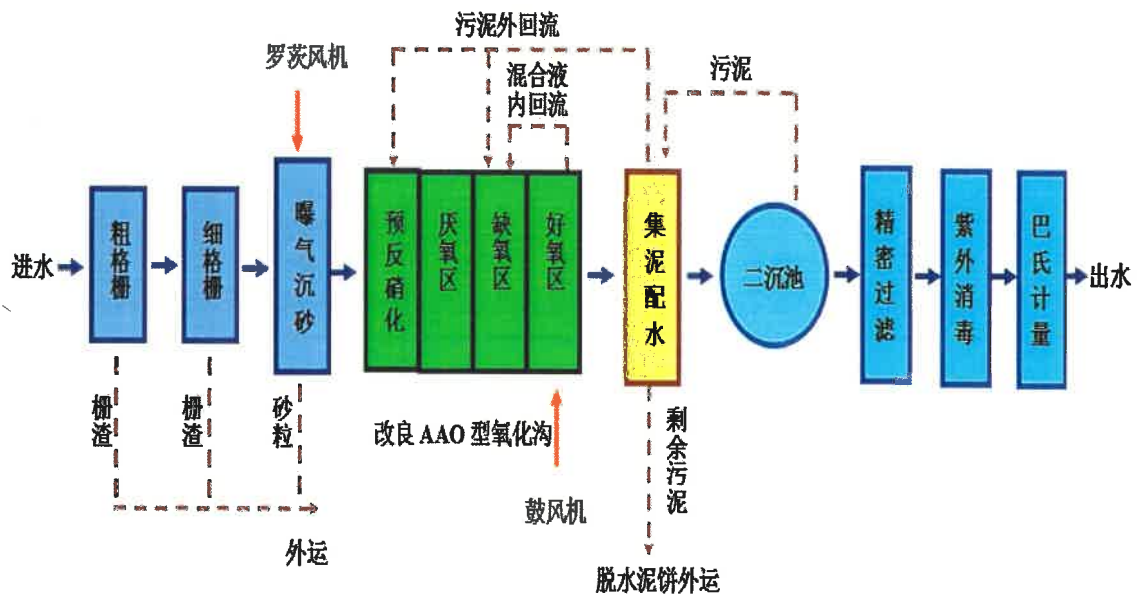 污泥外回流
罗茨风机
混合液
内回流
污泥
进水
粗格栅
细格栅
曝气沉砂
预反硝化
厌氧区
缺氧区
好氧区
集泥配水
二沉池
精密过滤
紫外消毒
巴氏计量
出水
栅渣
栅渣
砂粒
改良 AAO 型氧化沟
剩余污泥
鼓风机
外运
脱水泥饼外运